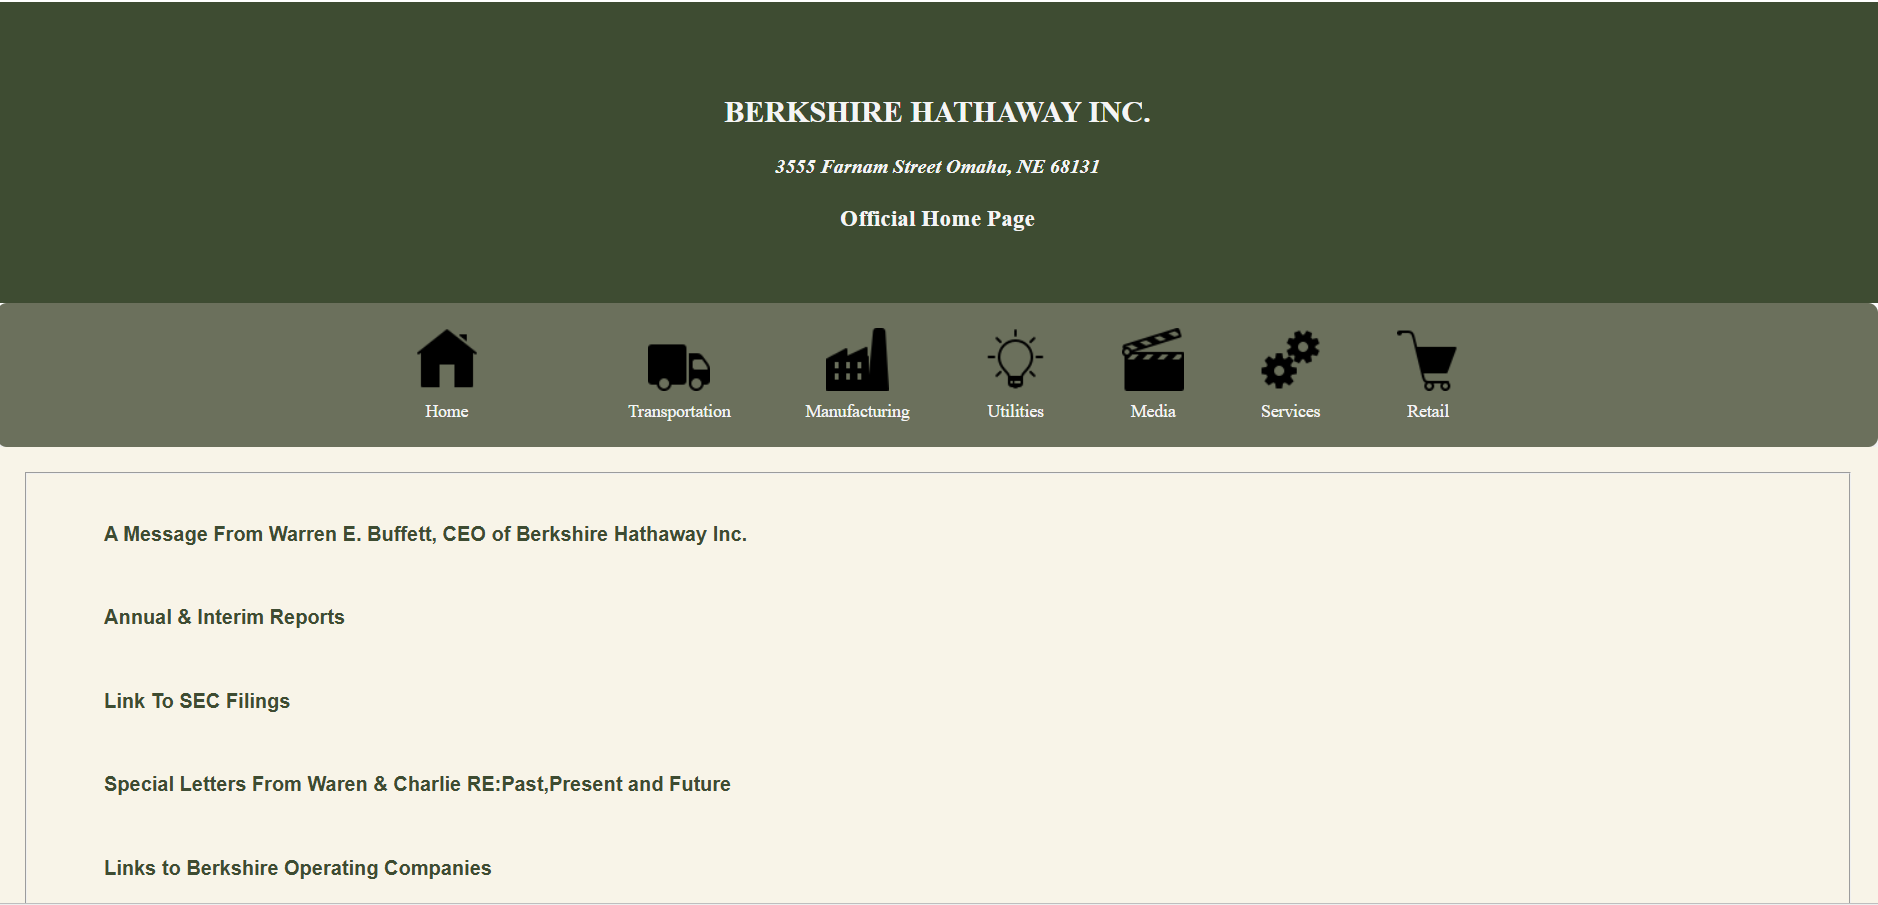 BERKSHIRE HATHAWAY INC.
3555 Farnam Street Omaha, NE 68131
Official Home Page
Home Transportation Manufacturing Utilities Media Services Retail
A Message From Warren E. Buffett, CEO of Berkshire Hathaway Inc.
Annual & Interim Reports
Link To SEC Filings
Special Letters From Waren & Charlie RE:Past,Present and Future
Links to Berkshire Operating Companies